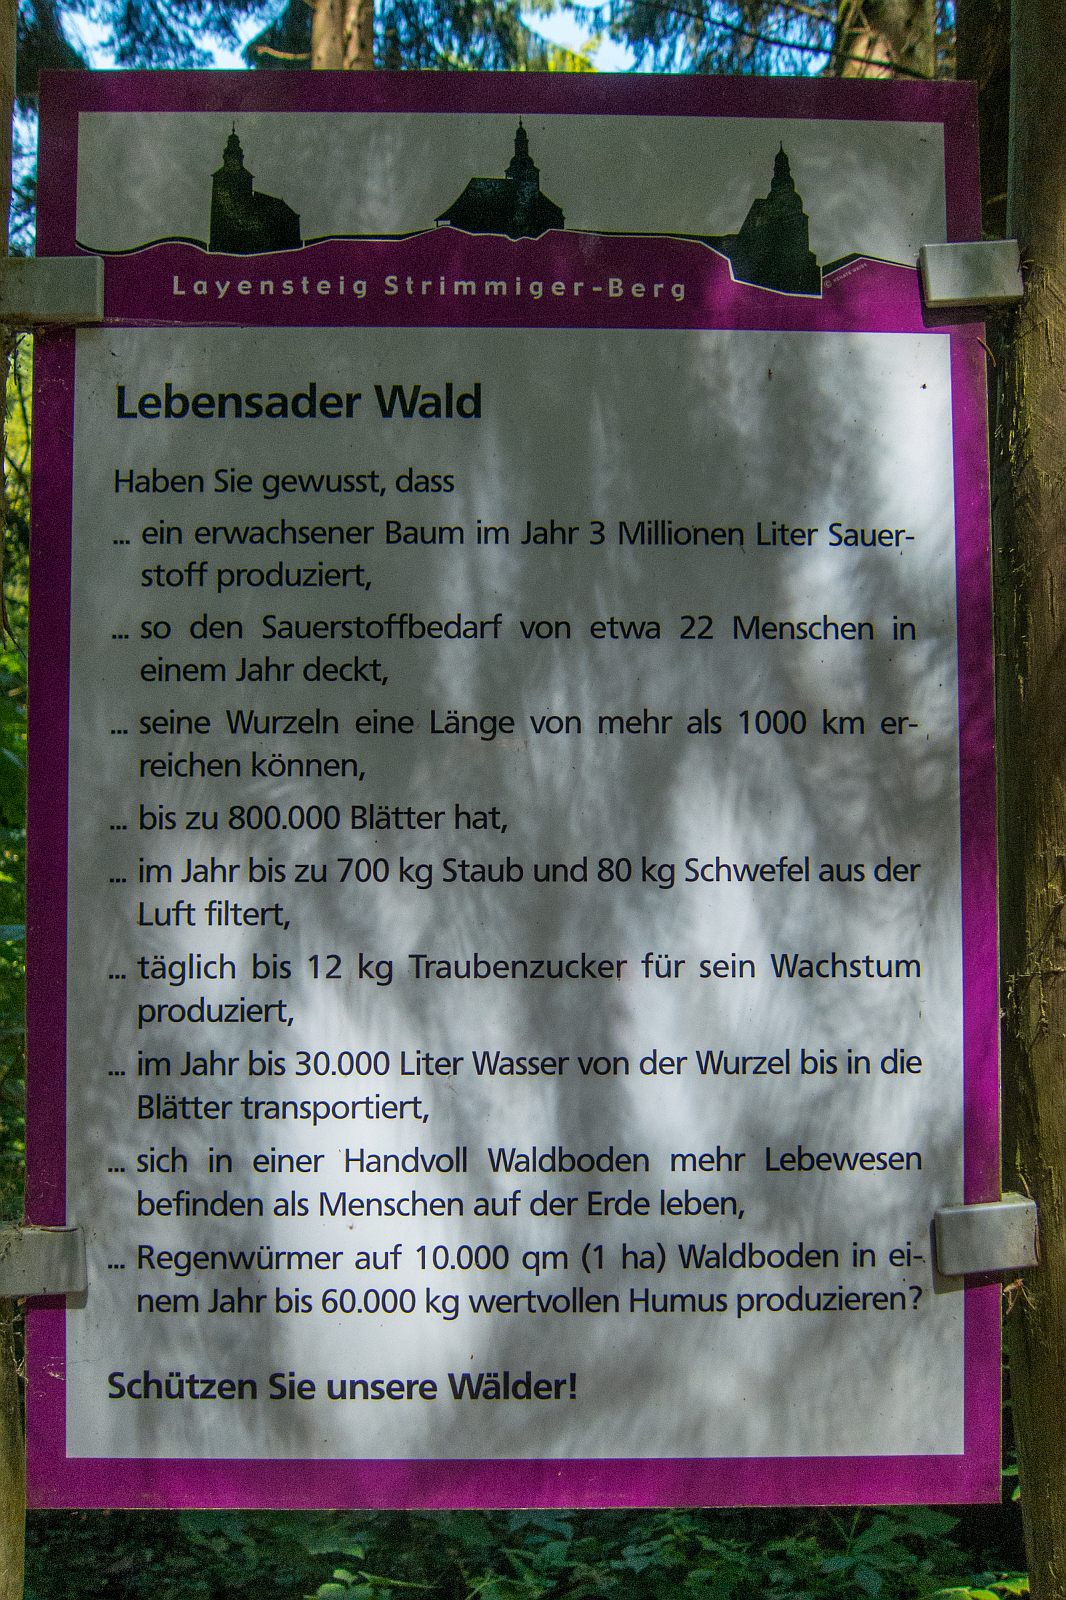 Layensteig Strimmiger-Berg
Lebensader Wald
Haben Sie gewusst, dass
... ein erwachsener Baum im Jahr 3 Millionen Liter Sauer-
stoff produziert,
... so den Sauerstoffbedarf von etwa 22 Menschen in
einem Jahr deckt,
... seine Wurzeln eine Länge von mehr als 1000 km er-
reichen können,
... bis zu 800.000 Blätter hat,
... im Jahr bis zu 700 kg Staub und 80 kg Schwefel aus der
Luft filtert,
... täglich bis 12 kg Traubenzucker für sein Wachstum
produziert,
... im Jahr bis 30.000 Liter Wasser von der Wurzel bis in die
Blätter transportiert,
... sich in einer Handvoll Waldboden mehr Lebewesen
befinden als Menschen auf der Erde leben,
... Regenwürmer auf 10.000 qm (1 ha) Waldboden in ei-
nem Jahr bis 60.000 kg wertvollen Humus produzieren?
Schützen Sie unsere Wälder!